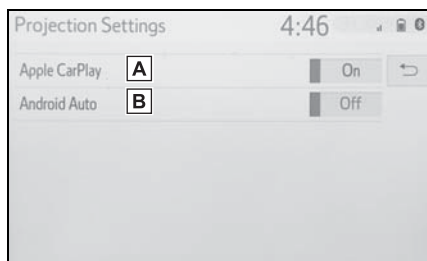 Projection Settings 4:46
Apple CarPlay A On
Android Auto B Off